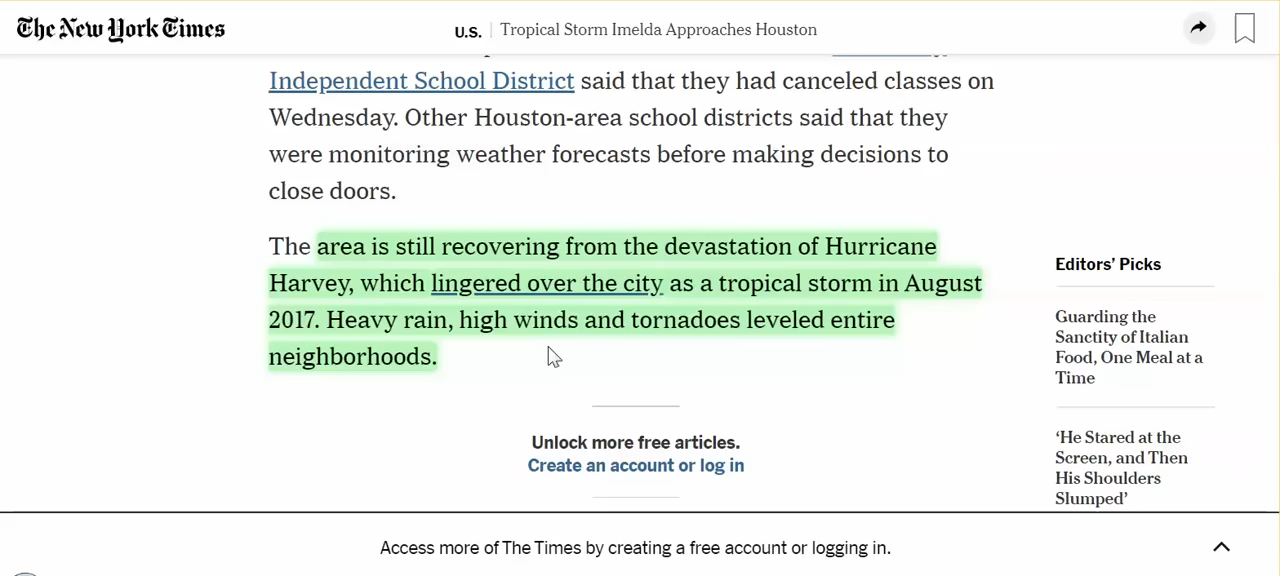 The New York Times
U.S. | Tropical Storm Imelda Approaches Houston
Independent School District said that they had canceled classes on
Wednesday. Other Houston-area school districts said that they
were monitoring weather forecasts before making decisions to
close doors.
The area is still recovering from the devastation of Hurricane
Harvey, which lingered over the city as a tropical storm in August
2017. Heavy rain, high winds and tornadoes leveled entire
neighborhoods.
Unlock more free articles.
Create an account or log in
Editors’ Picks
Guarding the
Sanctity of Italian
Food, One Meal at a
Time
‘He Stared at the
Screen, and Then
His Shoulders
Slumped’
Access more of The Times by creating a free account or logging in.